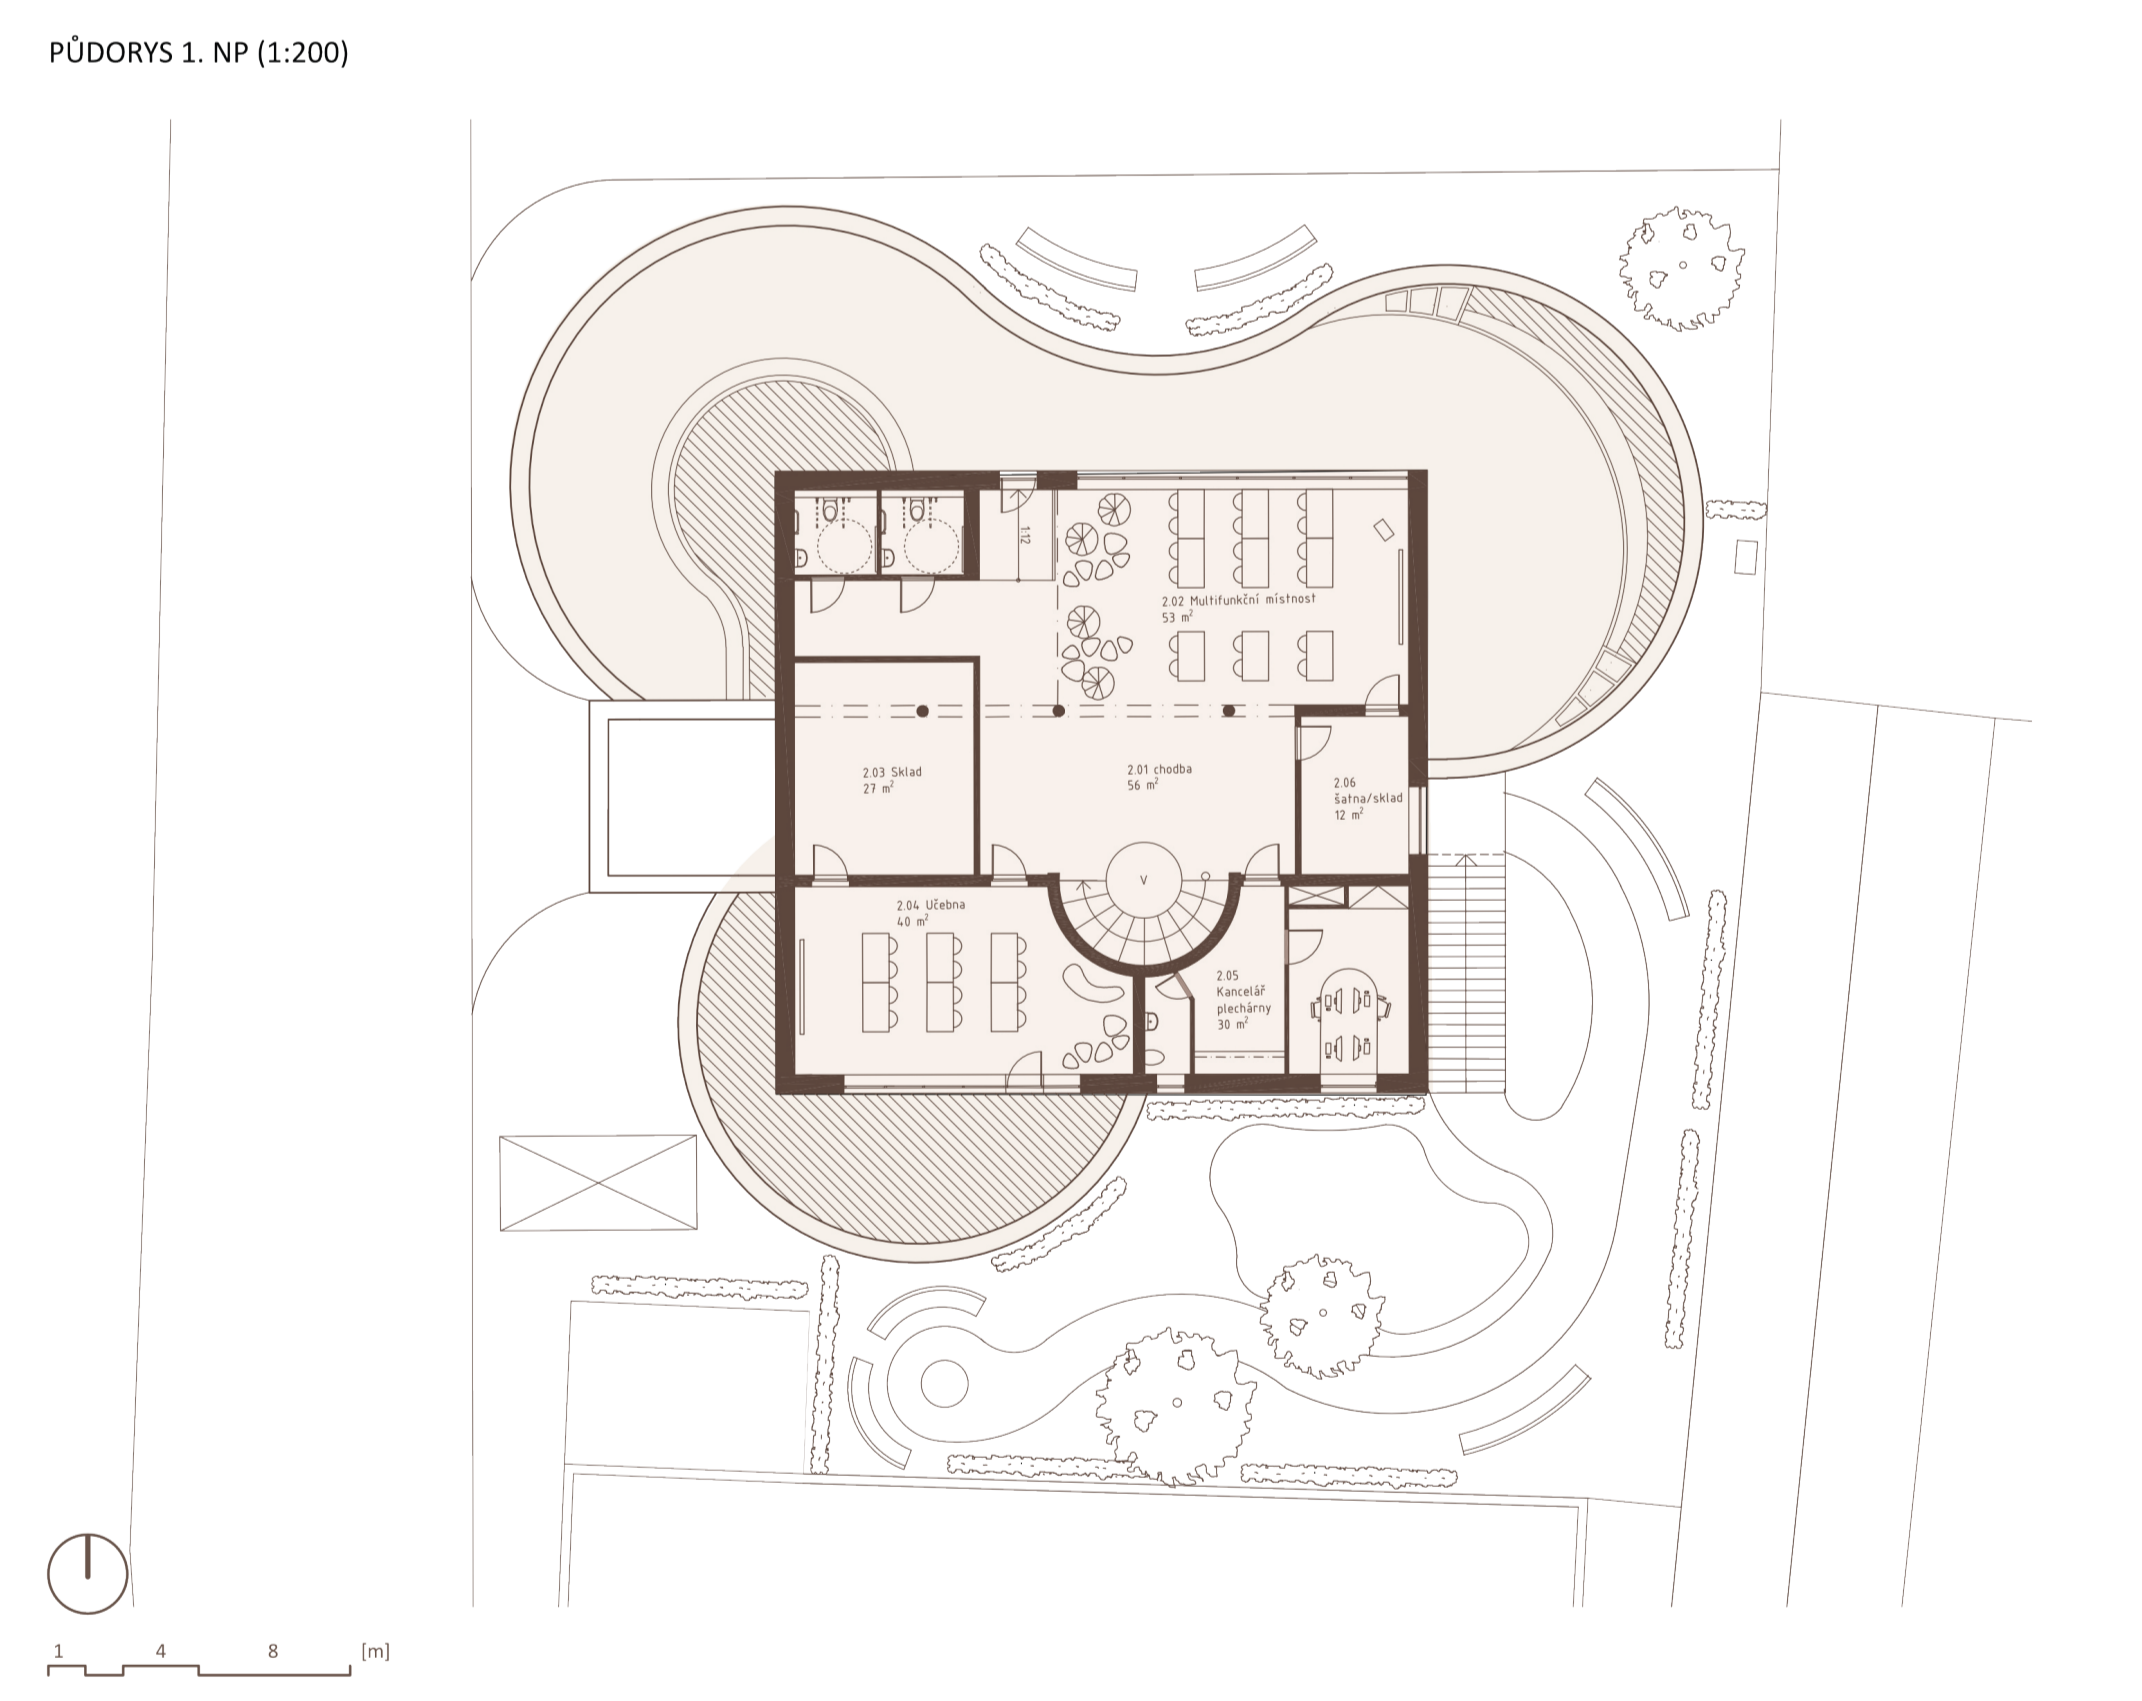 PŮDORYS 1. NP (1:200)
1:12
2.02 Multifunkční místnost
53 m²
2.03 Sklad
27 m²
2.01 chodba
56 m²
2.06
šatna/sklad
12 m²
V
2.04 Učebna
40 m²
2.05
Kancelář
plechárny
30 m²
1 4 8 [m]